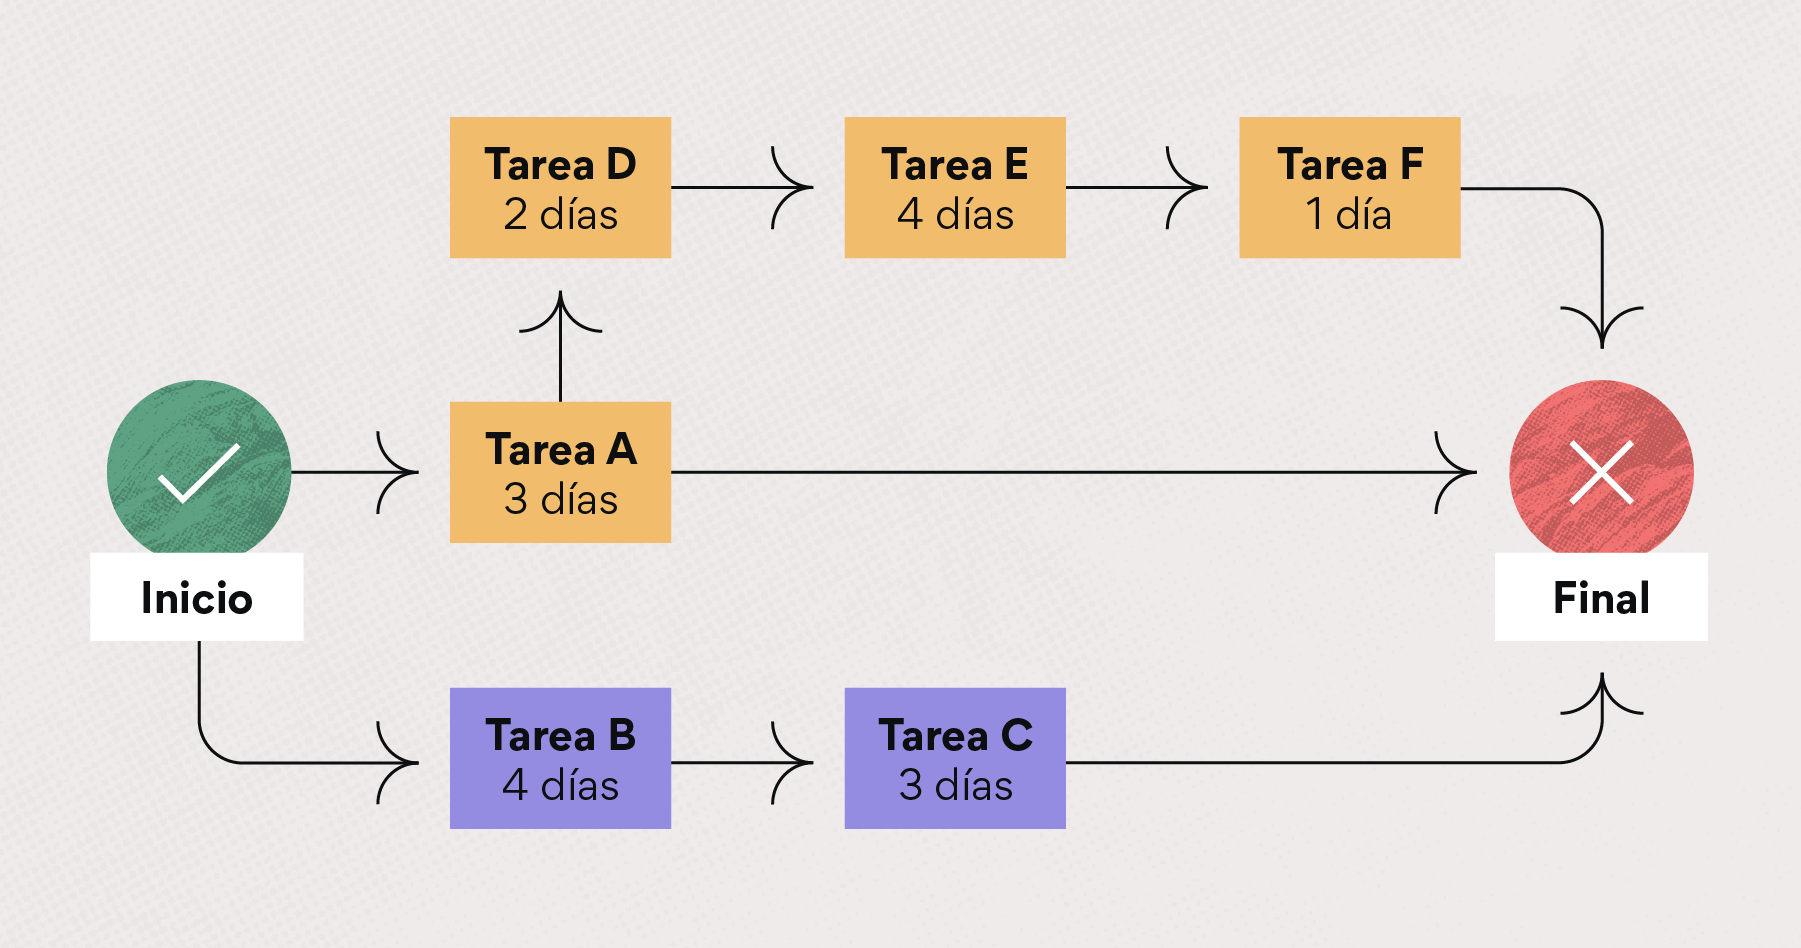 Tarea D
2 días
Tarea E
4 días
Tarea F
1 día
Tarea A
3 días
Inicio
Final
Tarea B
4 días
Tarea C
3 días